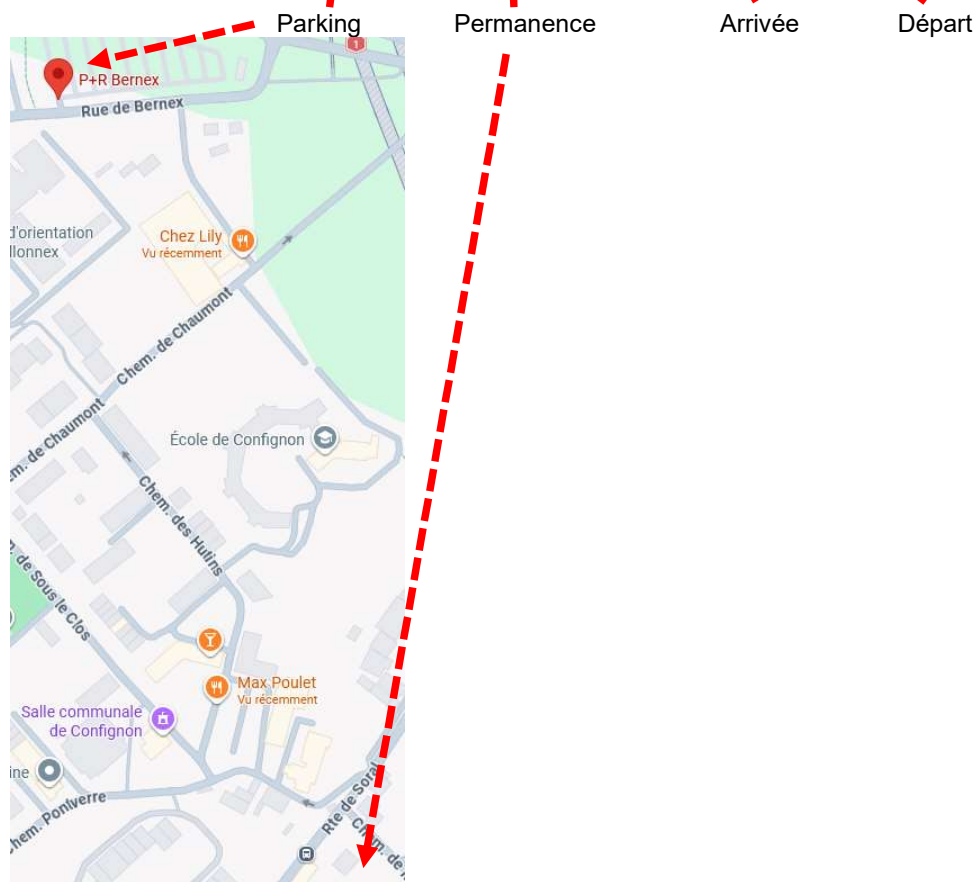 Parking Permanence Arrivée Départ
1
P+R Bernex
Rue de Bernex
d'orientation
llonnex
Chez Lily
Vu récemment
Chem. de Chaumont
m. de Chaumont
École de Confignon
Chem. des Hutins
. de Sous le Clos
Max Poulet
Vu récemment
Salle communale
de Confignon
ine
hem. Poniverre
Rte de Soral
Chem. de